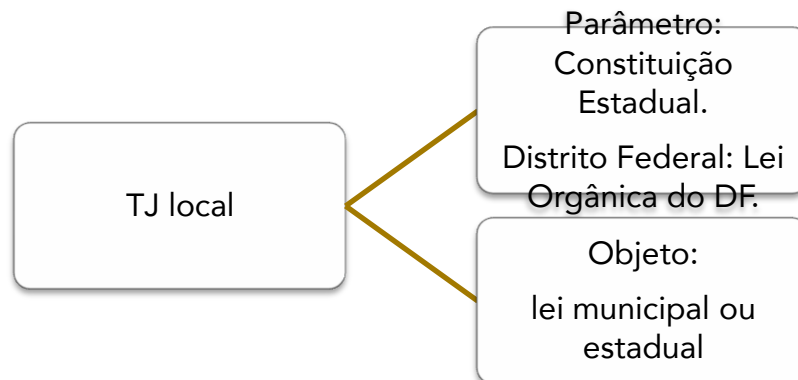 TJ local
Parâmetro:
Constituição
Estadual.
Distrito Federal: Lei
Orgânica do DF.
Objeto:
lei municipal ou
estadual